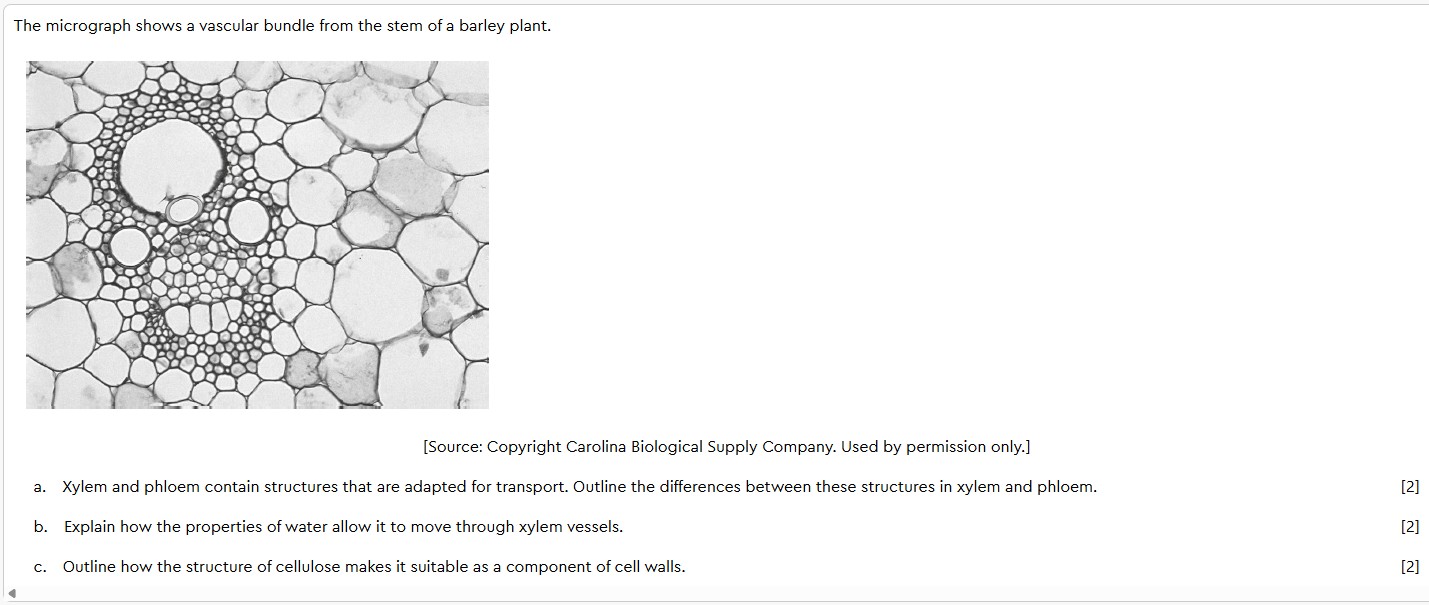 The micrograph shows a vascular bundle from the stem of a barley plant.
[Source: Copyright Carolina Biological Supply Company. Used by permission only.]
a. Xylem and phloem contain structures that are adapted for transport. Outline the differences between these structures in xylem and phloem. [2]
b. Explain how the properties of water allow it to move through xylem vessels. [2]
c. Outline how the structure of cellulose makes it suitable as a component of cell walls. [2]